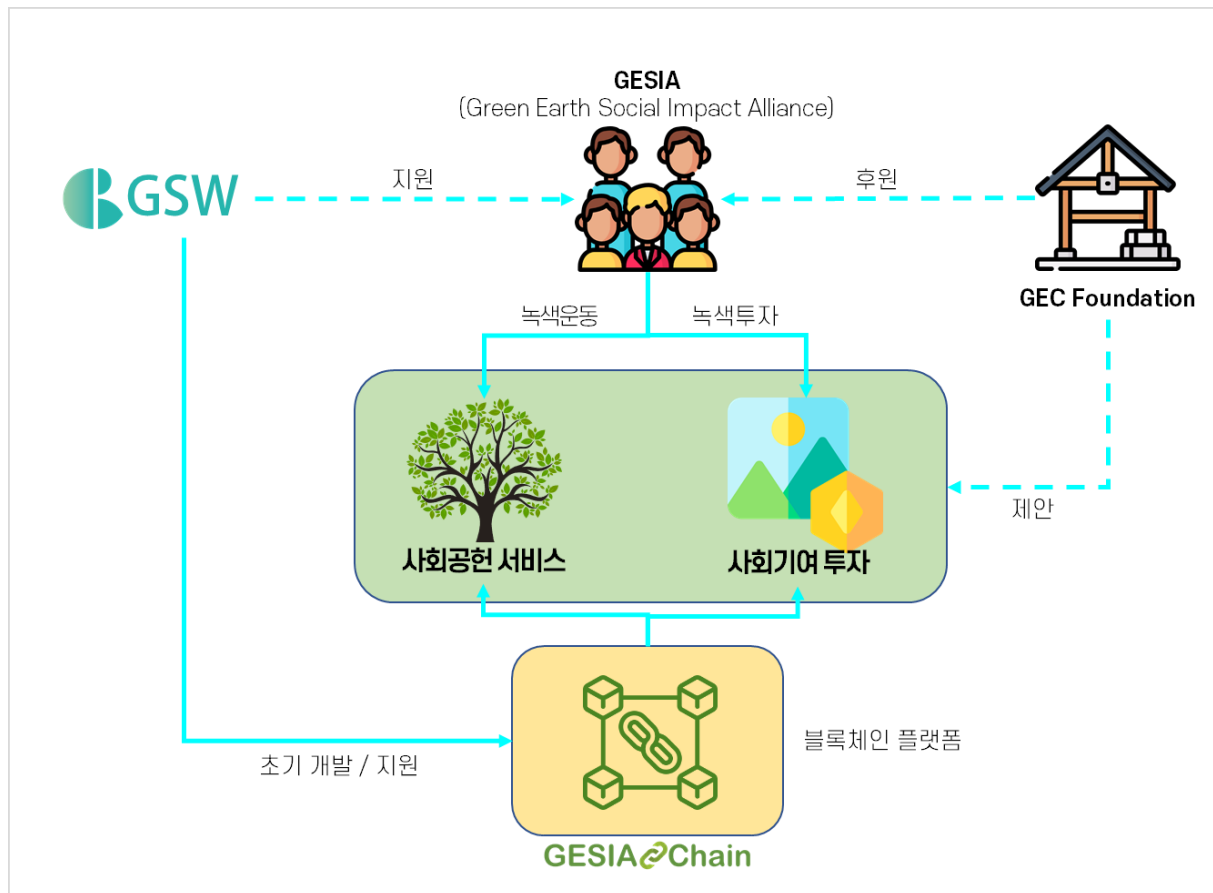 GESIA
(Green Earth Social Impact Alliance)
GSW
지원
후원
GEC Foundation
녹색운동
녹색투자
제안
사회공헌 서비스
사회기여 투자
블록체인 플랫폼
초기 개발 / 지원
GESIA Chain